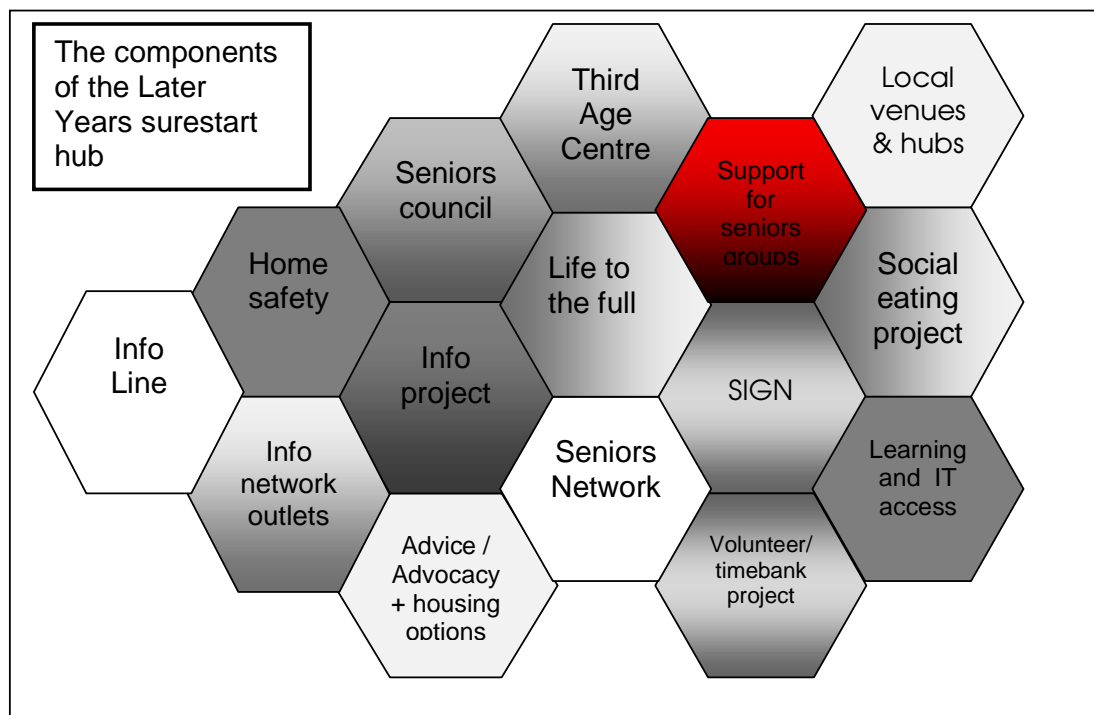 The components
of the Later
Years surestart
hub
Third
Age
Centre
Local
venues
& hubs
Seniors
council
Support
for
seniors
groups
Home
safety
Life to
the full
Social
eating
project
Info
Line
Info
project
SIGN
Info
network
outlets
Seniors
Network
Learning
and IT
access
Advice /
Advocacy
+ housing
options
Volunteer/
timebank
project